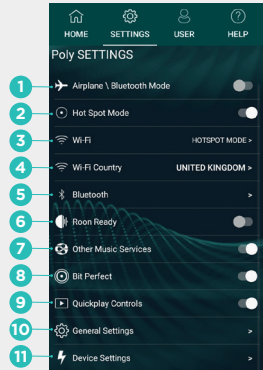 HOME SETTINGS USER HELP
Poly SETTINGS
1 Airplane \ Bluetooth Mode
2 Hot Spot Mode
3 Wi-Fi HOTSPOT MODE >
4 Wi-Fi Country UNITED KINGDOM >
5 Bluetooth >
6 Roon Ready
7 Other Music Services
8 Bit Perfect
9 Quickplay Controls
10 General Settings >
11 Device Settings >